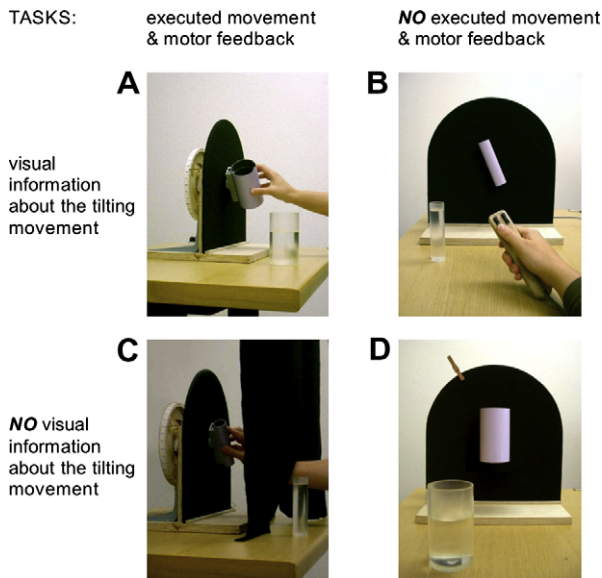 TASKS:
executed movement
& motor feedback
NO executed movement
& motor feedback
A
B
visual
information
about the tilting
movement
C
D
NO visual
information
about the tilting
movement